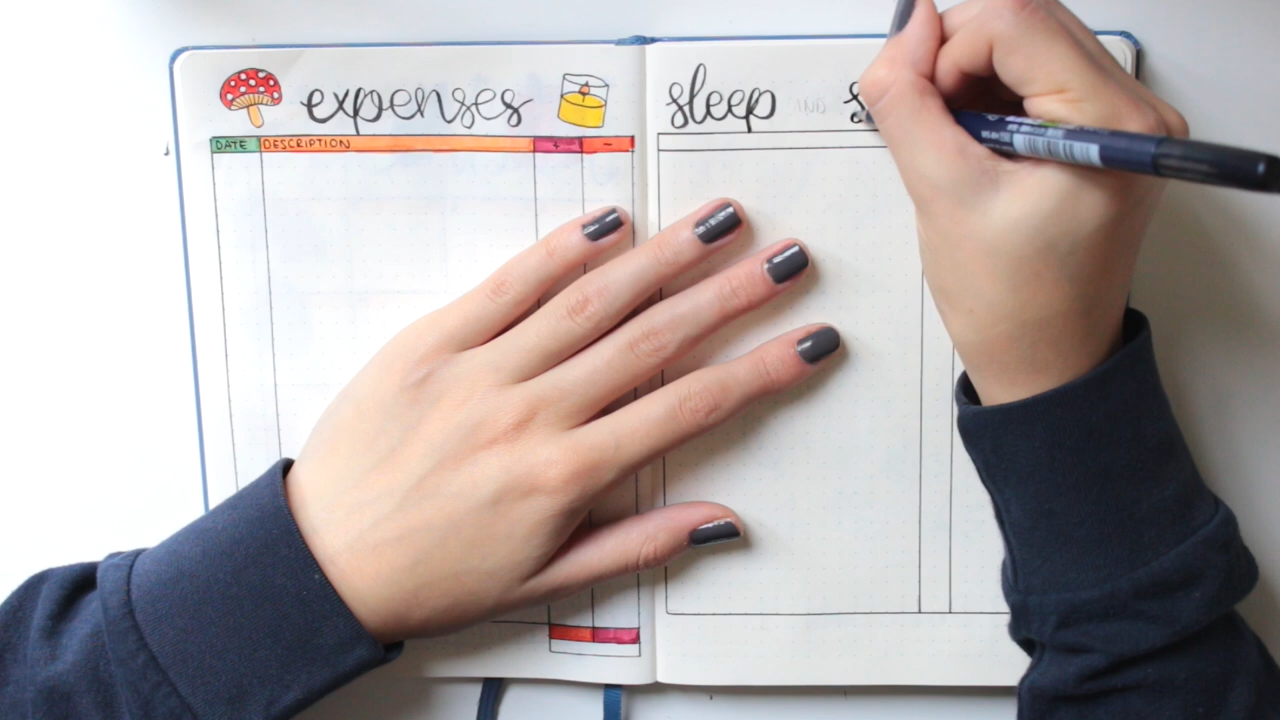 expenses
DATE DESCRIPTION + -
sleep AND s